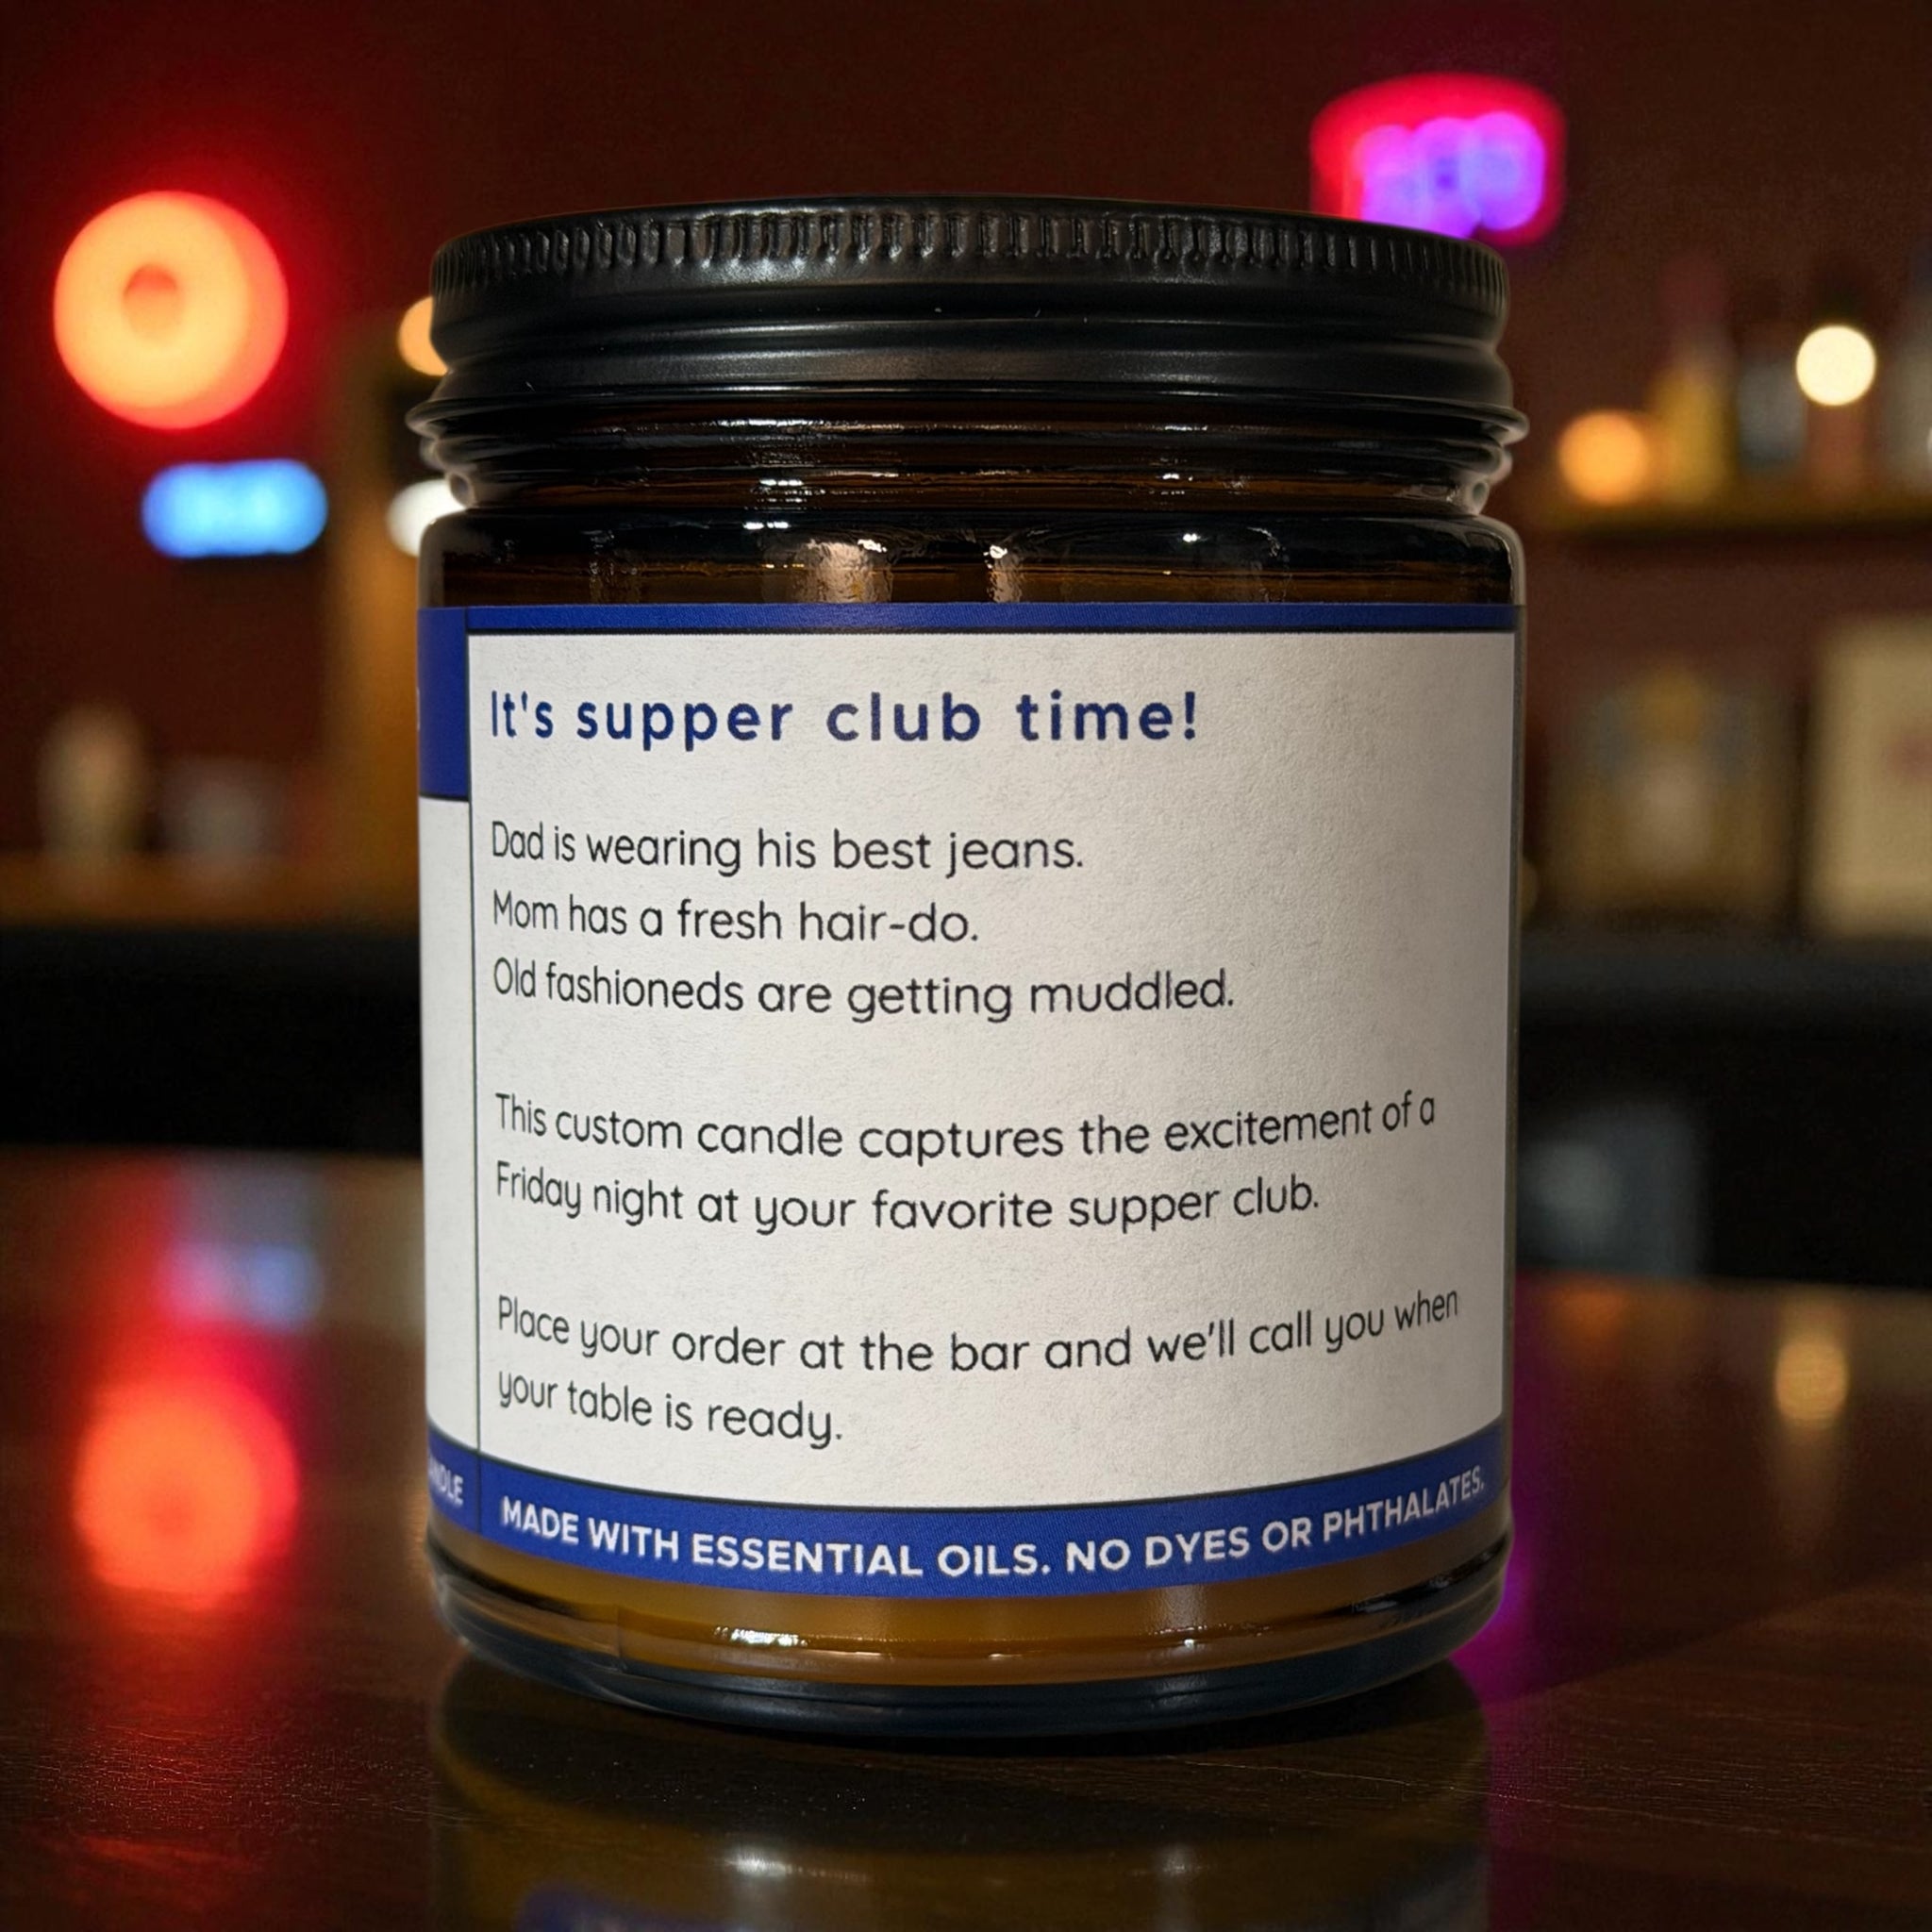 It's supper club time!
Dad is wearing his best jeans.
Mom has a fresh hair-do.
Old fashioneds are getting muddled.
This custom candle captures the excitement of a
Friday night at your favorite supper club.
Place your order at the bar and we'll call you when
your table is ready.
MADE WITH ESSENTIAL OILS. NO DYES OR PHTHALATES.